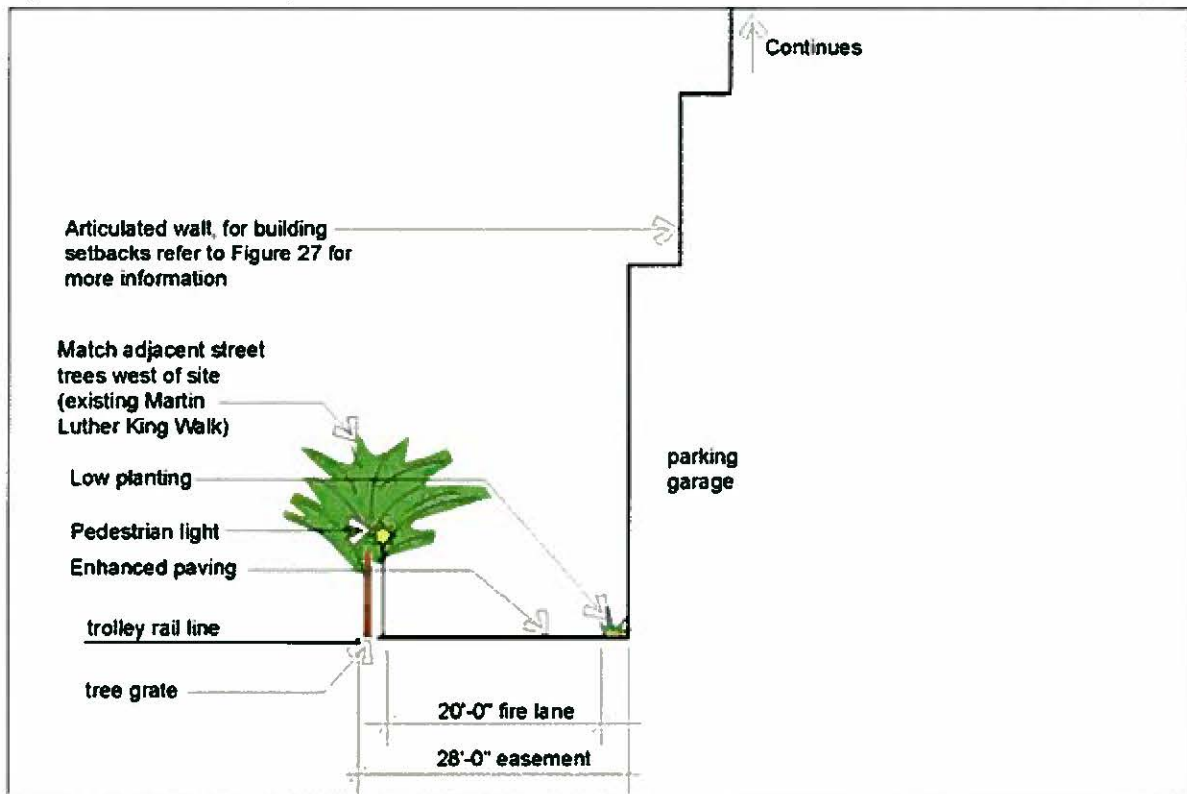 Continues
Articulated wall, for building
setbacks refer to Figure 27 for
more information
Match adjacent street
trees west of site
(existing Martin
Luther King Walk)
parking
garage
Low planting
Pedestrian light
Enhanced paving
trolley rail line
tree grate
20'-0" fire lane
28'-0" easement